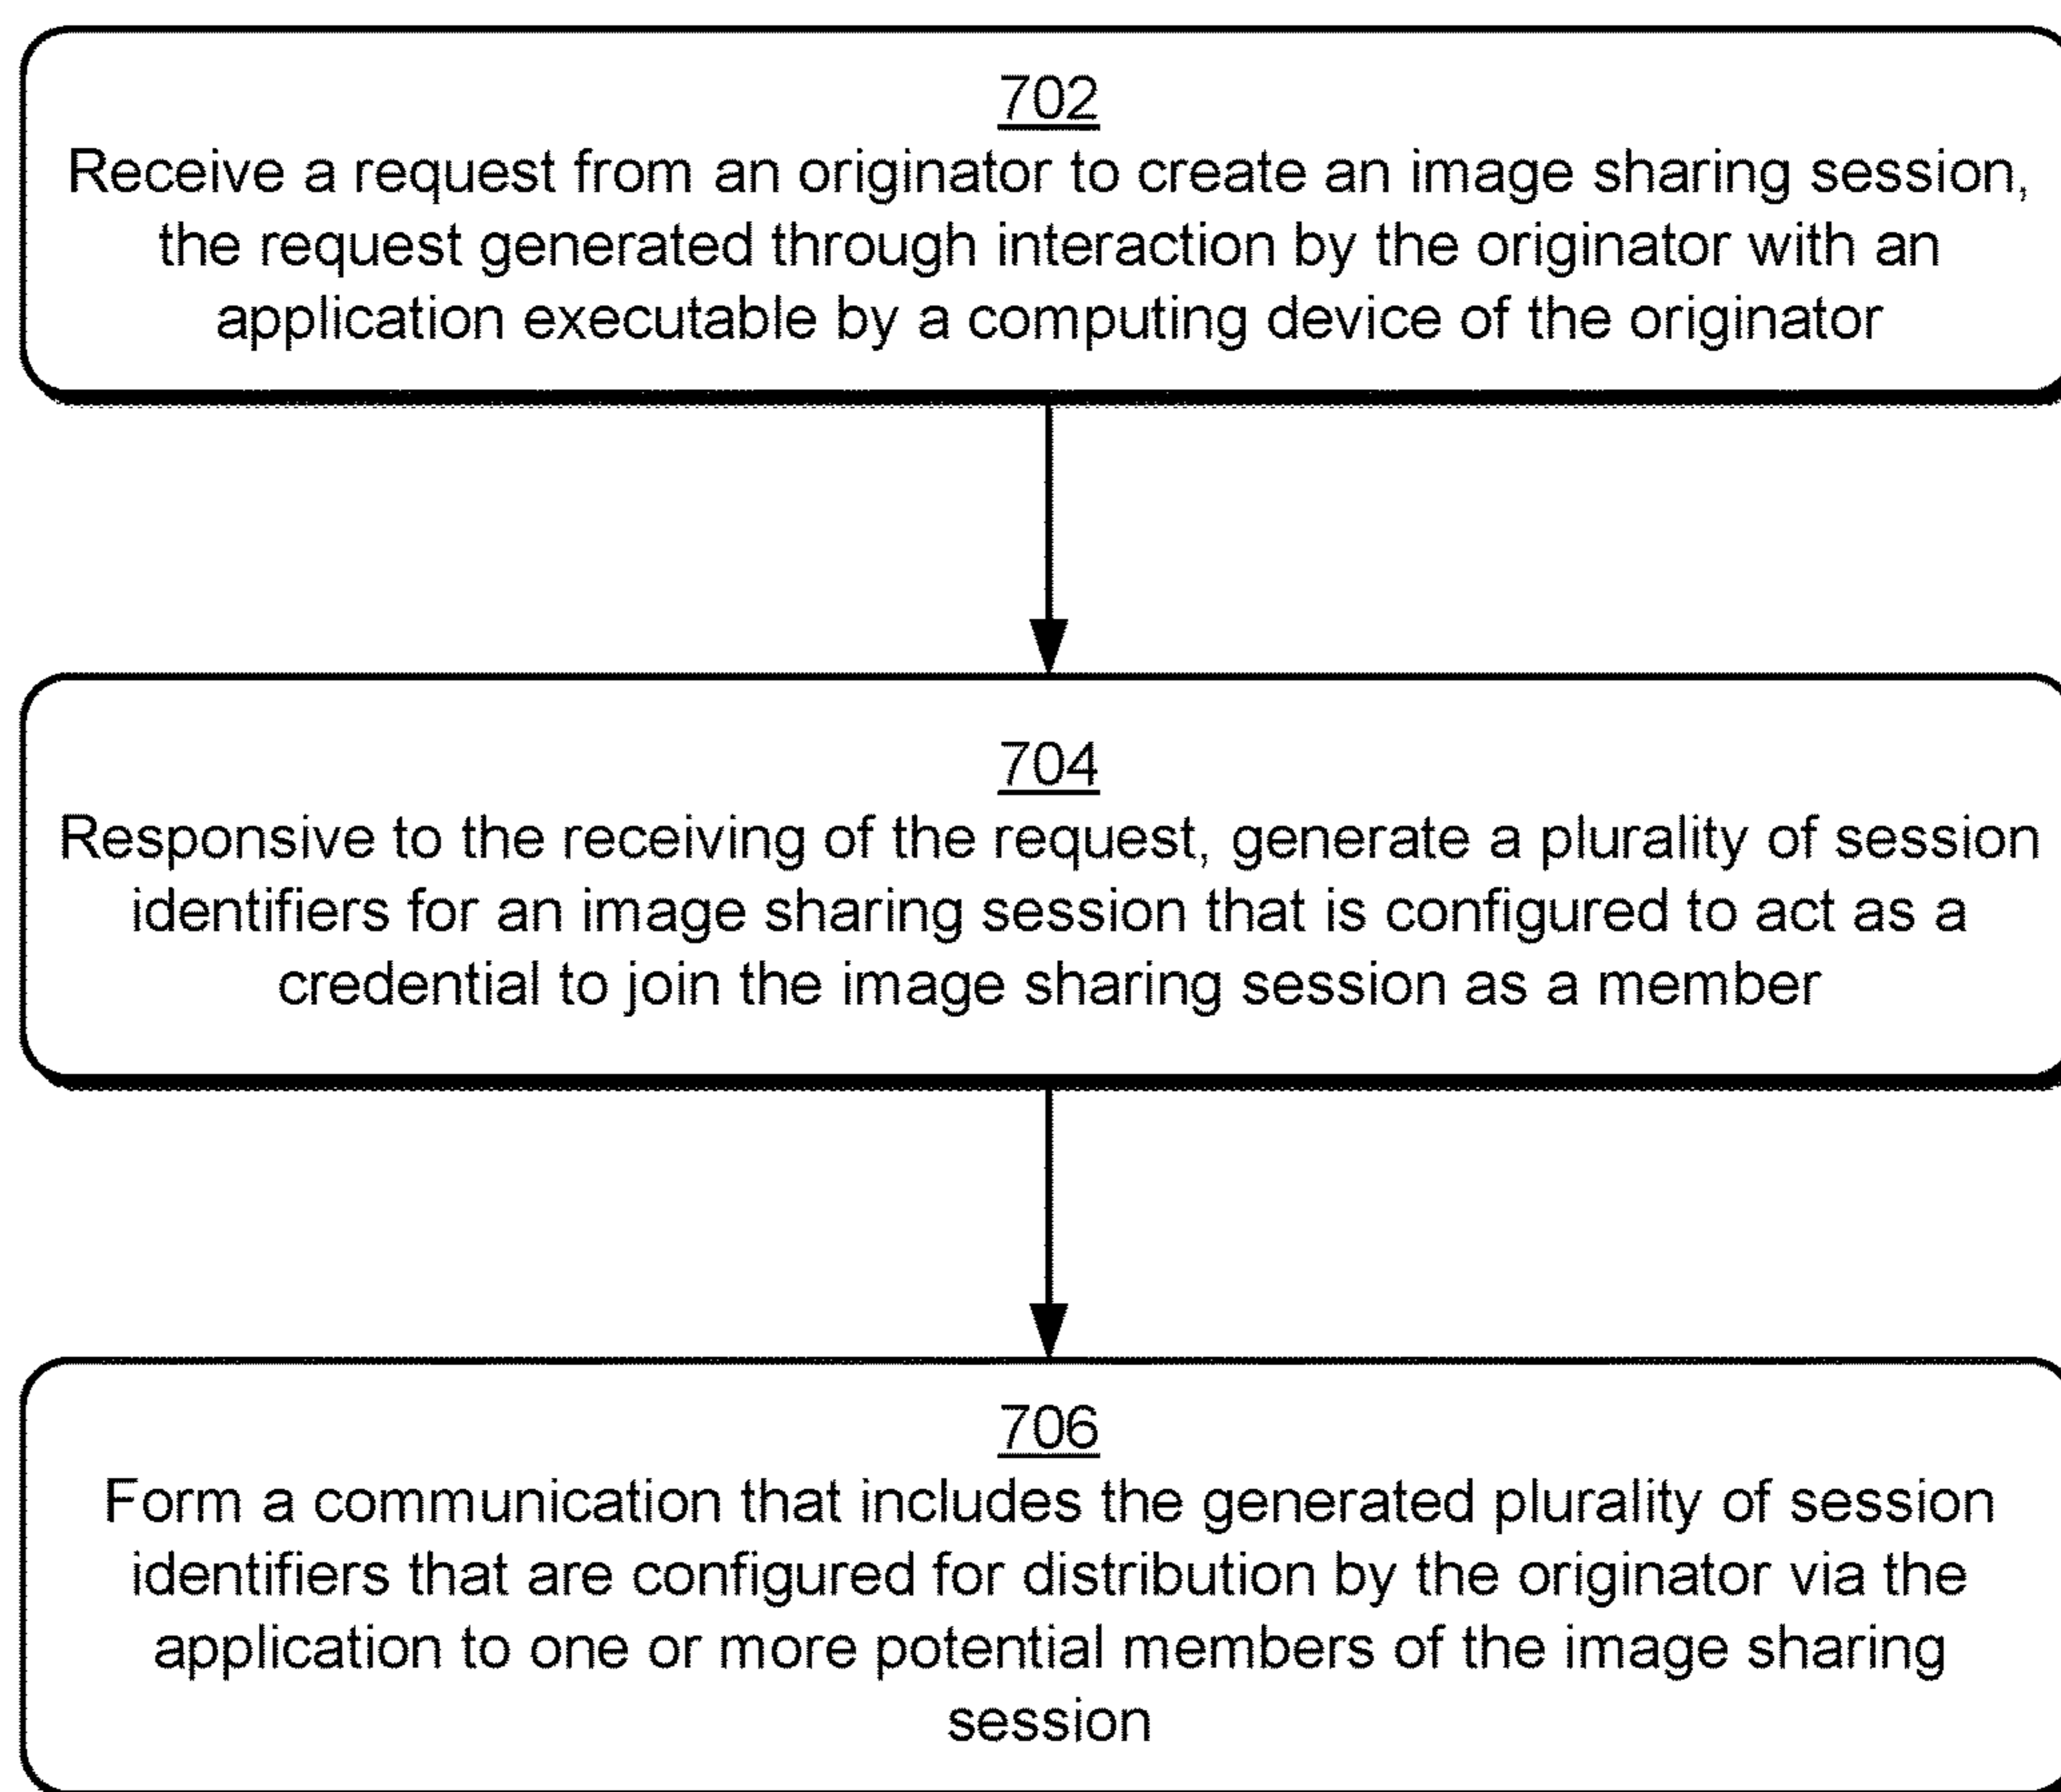 702
Receive a request from an originator to create an image sharing session,
the request generated through interaction by the originator with an
application executable by a computing device of the originator
704
Responsive to the receiving of the request, generate a plurality of session
identifiers for an image sharing session that is configured to act as a
credential to join the image sharing session as a member
706
Form a communication that includes the generated plurality of session
identifiers that are configured for distribution by the originator via the
application to one or more potential members of the image sharing
session